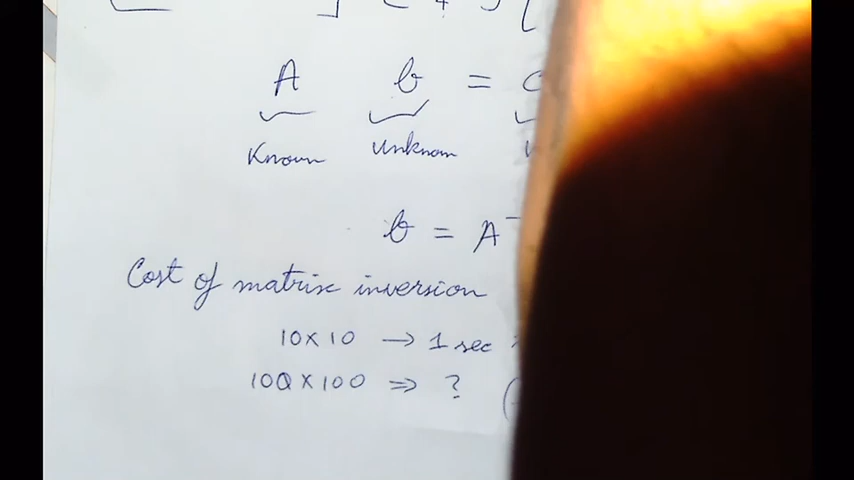 A b = c
Known Unknown
b = A
Cost of matrix inversion
10 x 10 → 1 sec
100 x 100 ⇒ ?